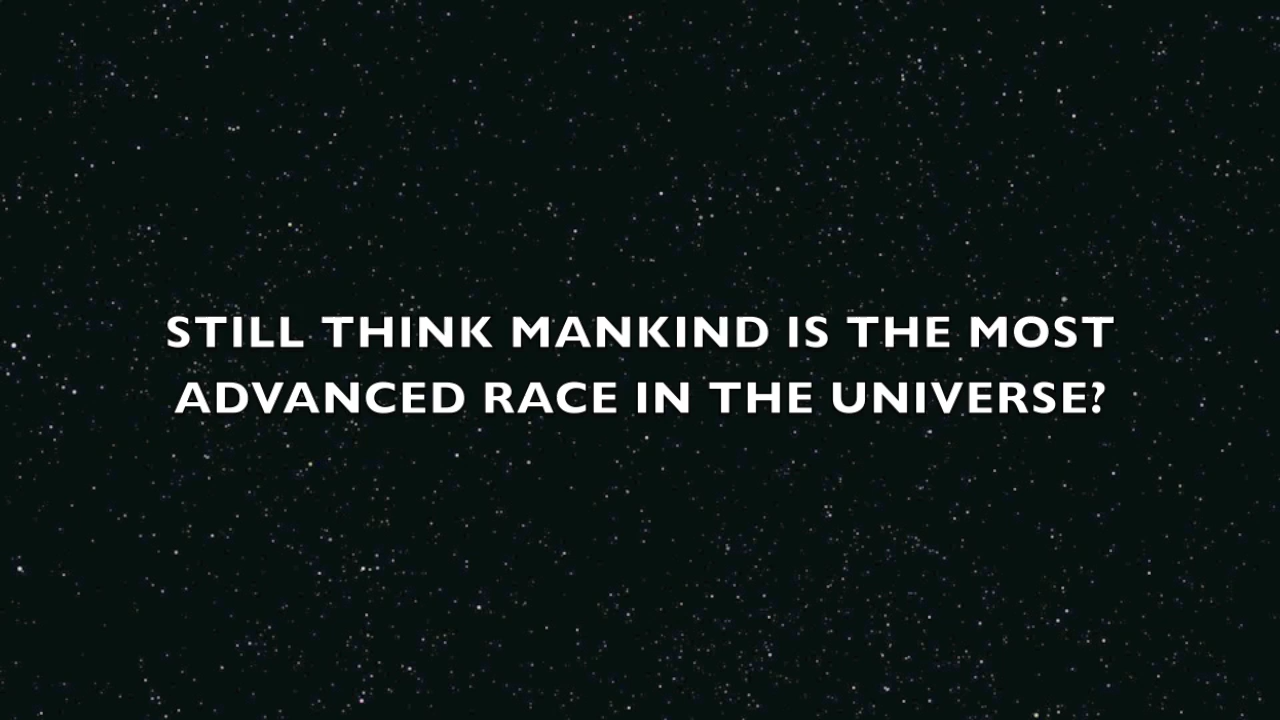 STILL THINK MANKIND IS THE MOST
ADVANCED RACE IN THE UNIVERSE?